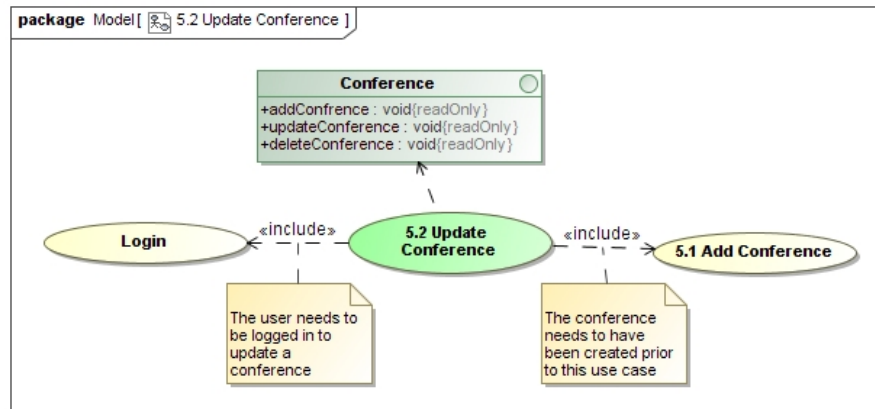 package Model[ 5.2 Update Conference ]
Conference
+addConfrence : void{readOnly}
+updateConference : void{readOnly}
+deleteConference : void{readOnly}
«include»
«include»
Login
5.2 Update
Conference
5.1 Add Conference
The user needs to
be logged in to
update a
conference
The conference
needs to have
been created prior
to this use case